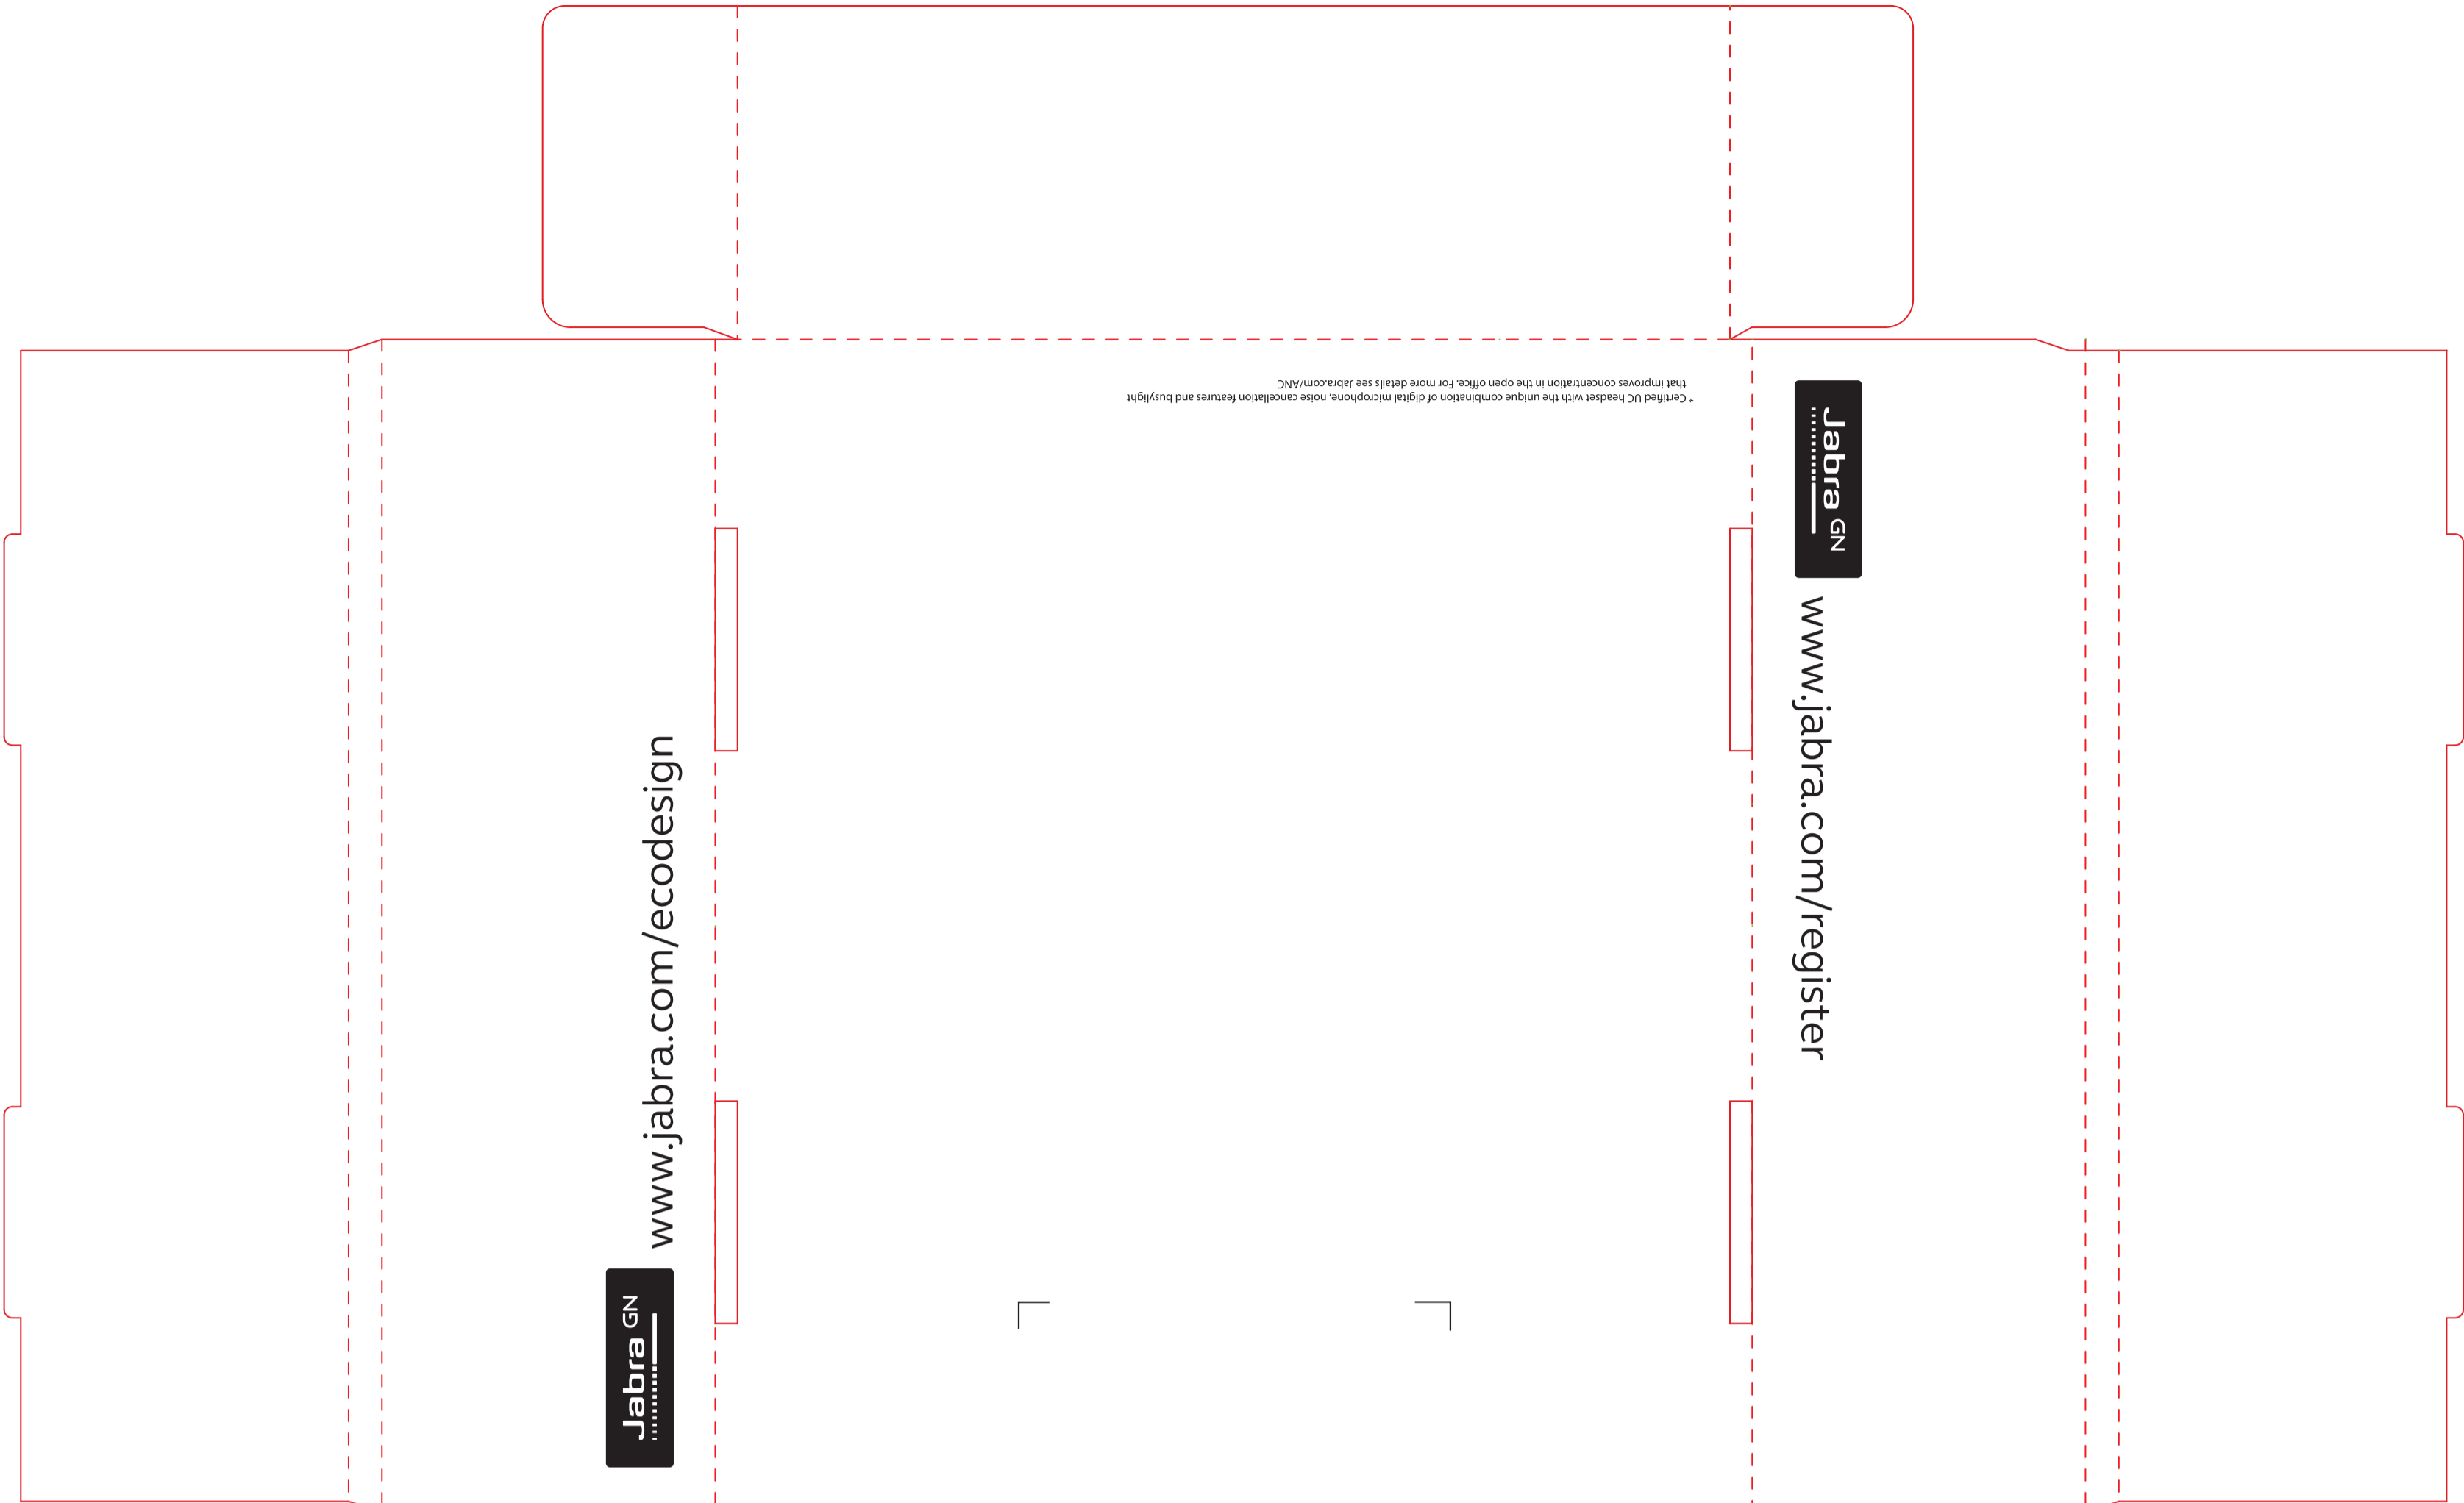 * Certified UC headset with the unique combination of digital microphone, noise cancellation features and busylight
that improves concentration in the open office. For more details see Jabra.com/ANC
Jabra GN
www.jabra.com/register
Jabra GN
www.jabra.com/ecodesign